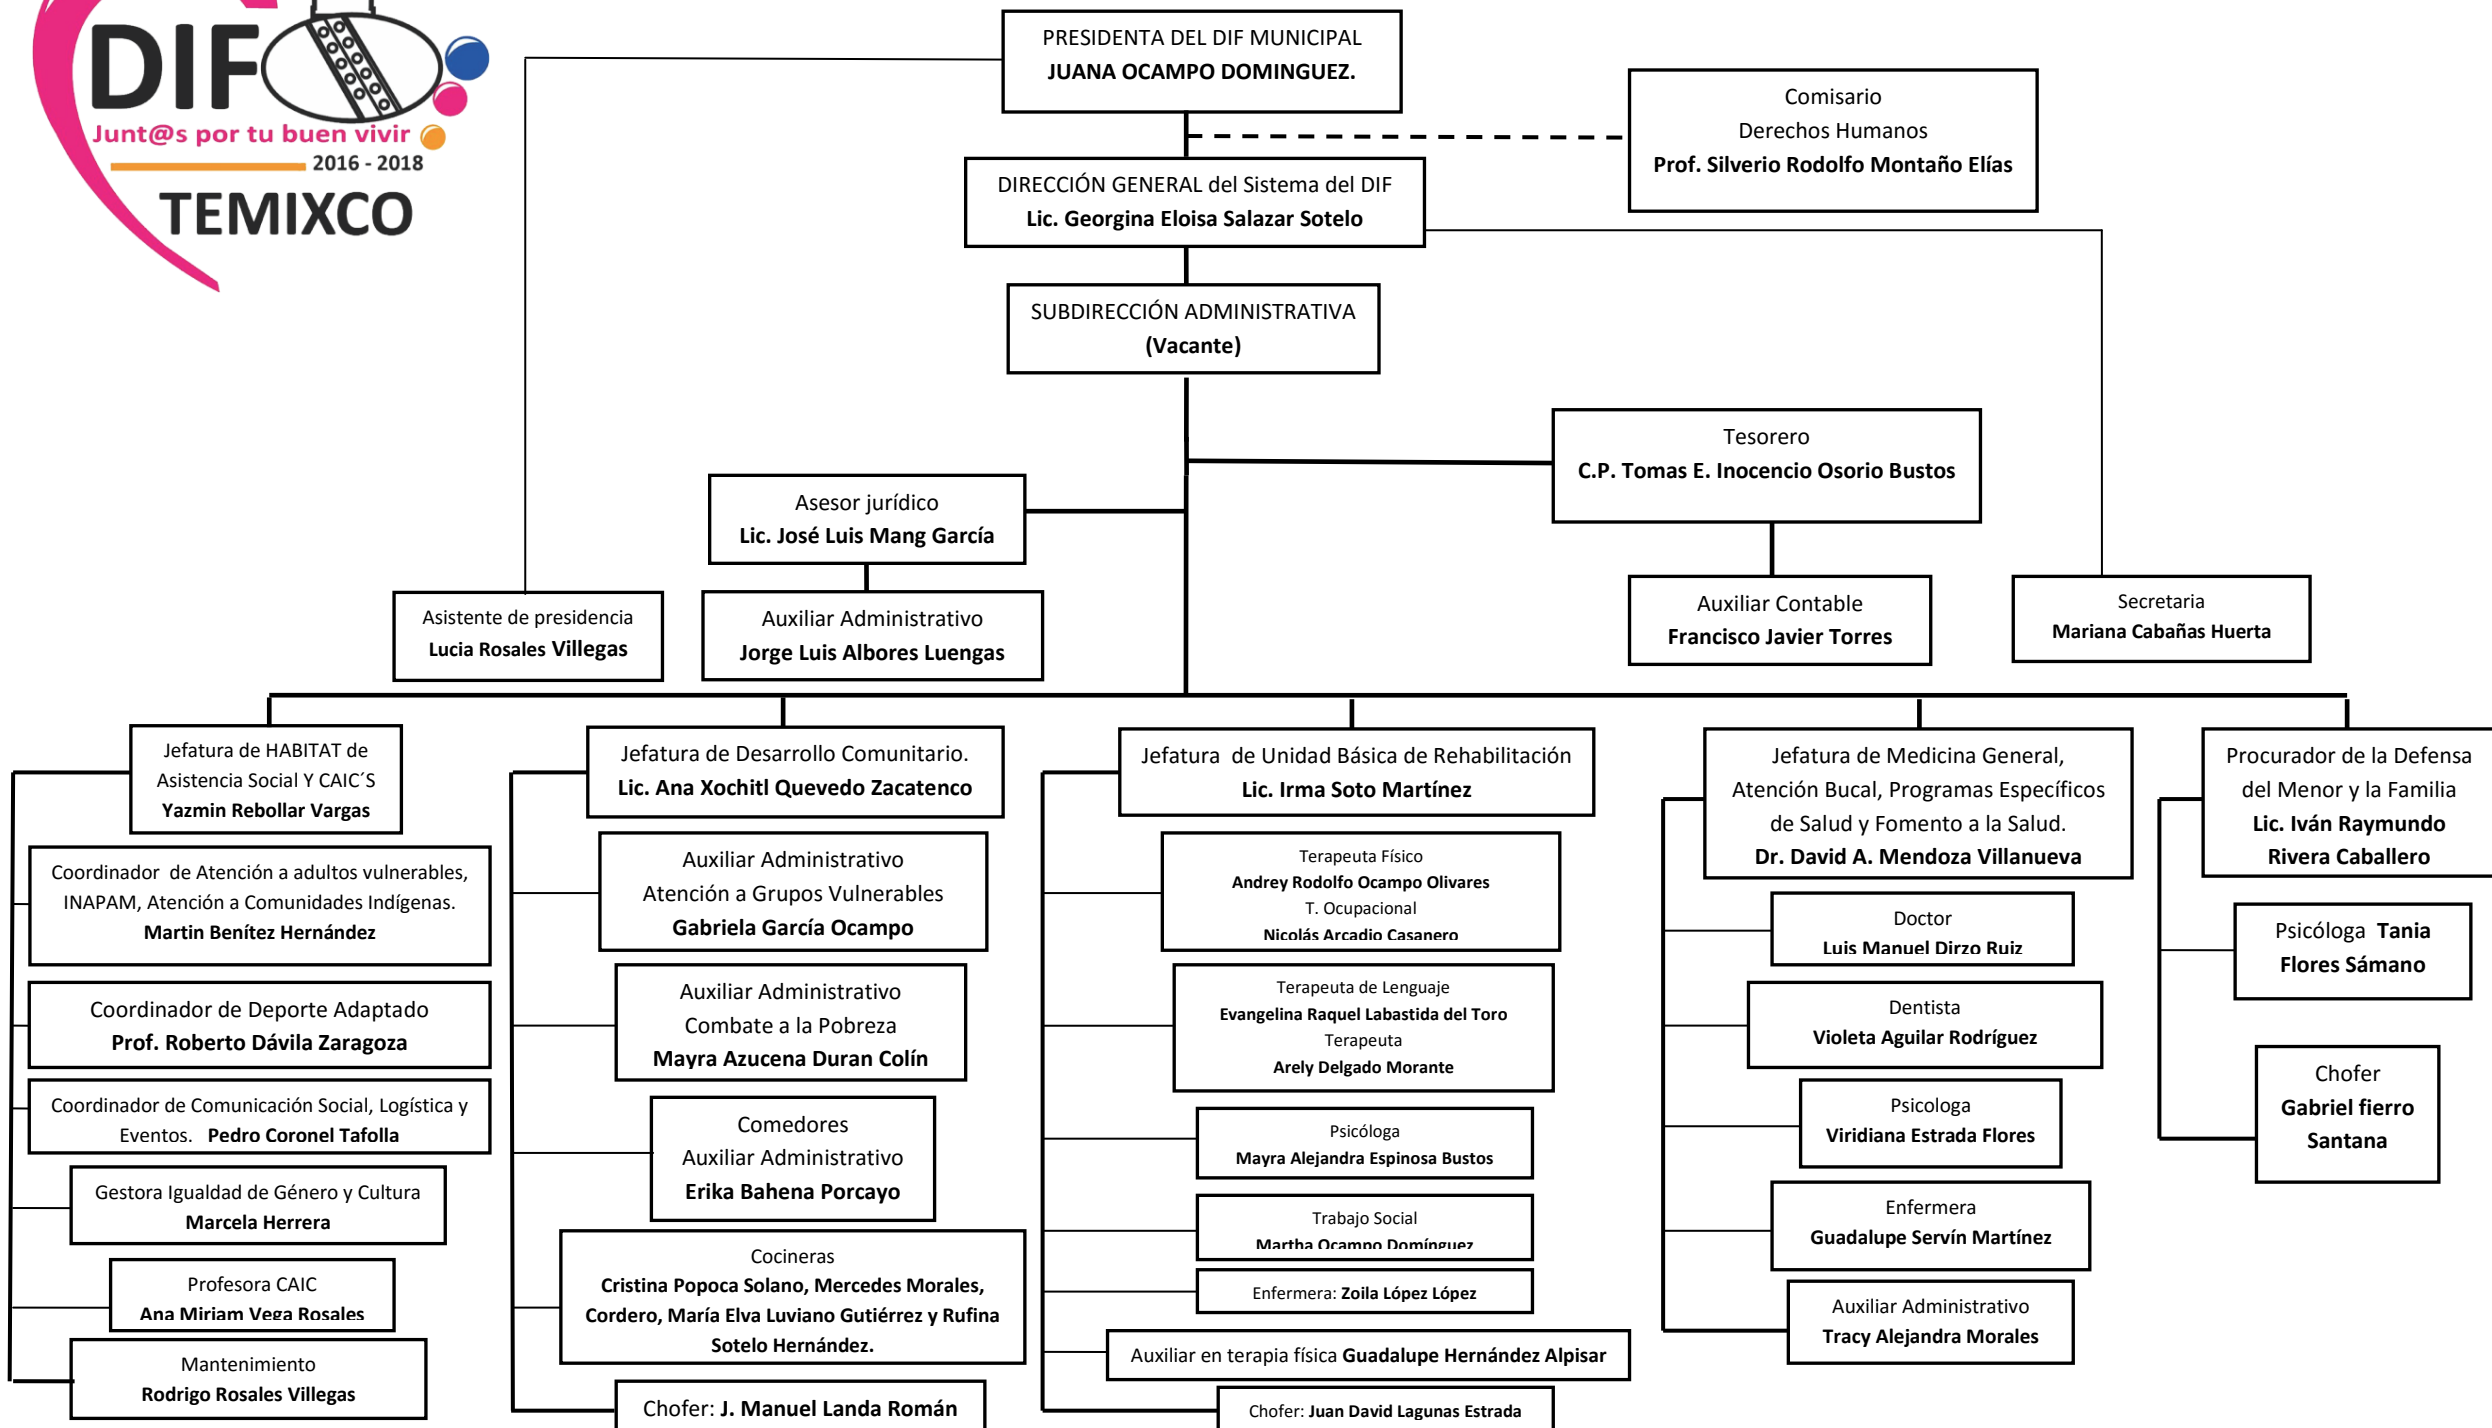 DIF
Junt@s por tu buen vivir
2016 - 2018
TEMIXCO
PRESIDENTA DEL DIF MUNICIPAL
JUANA OCAMPO DOMINGUEZ.
Comisario
Derechos Humanos
Prof. Silverio Rodolfo Montaño Elías
DIRECCIÓN GENERAL del Sistema del DIF
Lic. Georgina Eloisa Salazar Sotelo
SUBDIRECCIÓN ADMINISTRATIVA
(Vacante)
Tesorero
C.P. Tomas E. Inocencio Osorio Bustos
Asesor jurídico
Lic. José Luis Mang García
Asistente de presidencia
Lucia Rosales Villegas
Auxiliar Administrativo
Jorge Luis Albores Luengas
Auxiliar Contable
Francisco Javier Torres
Secretaria
Mariana Cabañas Huerta
Jefatura de HABITAT de
Asistencia Social Y CAIC´S
Yazmin Rebollar Vargas
Coordinador de Atención a adultos vulnerables,
INAPAM, Atención a Comunidades Indígenas.
Martin Benítez Hernández
Coordinador de Deporte Adaptado
Prof. Roberto Dávila Zaragoza
Coordinador de Comunicación Social, Logística y
Eventos. Pedro Coronel Tafolla
Gestora Igualdad de Género y Cultura
Marcela Herrera
Profesora CAIC
Ana Miriam Vega Rosales
Mantenimiento
Rodrigo Rosales Villegas
Jefatura de Desarrollo Comunitario.
Lic. Ana Xochitl Quevedo Zacatenco
Auxiliar Administrativo
Atención a Grupos Vulnerables
Gabriela García Ocampo
Auxiliar Administrativo
Combate a la Pobreza
Mayra Azucena Duran Colín
Comedores
Auxiliar Administrativo
Erika Bahena Porcayo
Cocineras
Cristina Popoca Solano, Mercedes Morales,
Cordero, María Elva Luviano Gutiérrez y Rufina
Sotelo Hernández.
Chofer: J. Manuel Landa Román
Jefatura de Unidad Básica de Rehabilitación
Lic. Irma Soto Martínez
Terapeuta Físico
Andrey Rodolfo Ocampo Olivares
T. Ocupacional
Nicolás Arcadio Casanero
Terapeuta de Lenguaje
Evangelina Raquel Labastida del Toro
Terapeuta
Arely Delgado Morante
Psicóloga
Mayra Alejandra Espinosa Bustos
Trabajo Social
Martha Ocampo Domínguez
Enfermera: Zoila López López
Auxiliar en terapia física Guadalupe Hernández Alpisar
Chofer: Juan David Lagunas Estrada
Jefatura de Medicina General,
Atención Bucal, Programas Específicos
de Salud y Fomento a la Salud.
Dr. David A. Mendoza Villanueva
Doctor
Luis Manuel Dirzo Ruiz
Dentista
Violeta Aguilar Rodríguez
Psicologa
Viridiana Estrada Flores
Enfermera
Guadalupe Servín Martínez
Auxiliar Administrativo
Tracy Alejandra Morales
Procurador de la Defensa
del Menor y la Familia
Lic. Iván Raymundo
Rivera Caballero
Psicóloga Tania
Flores Sámano
Chofer
Gabriel fierro
Santana